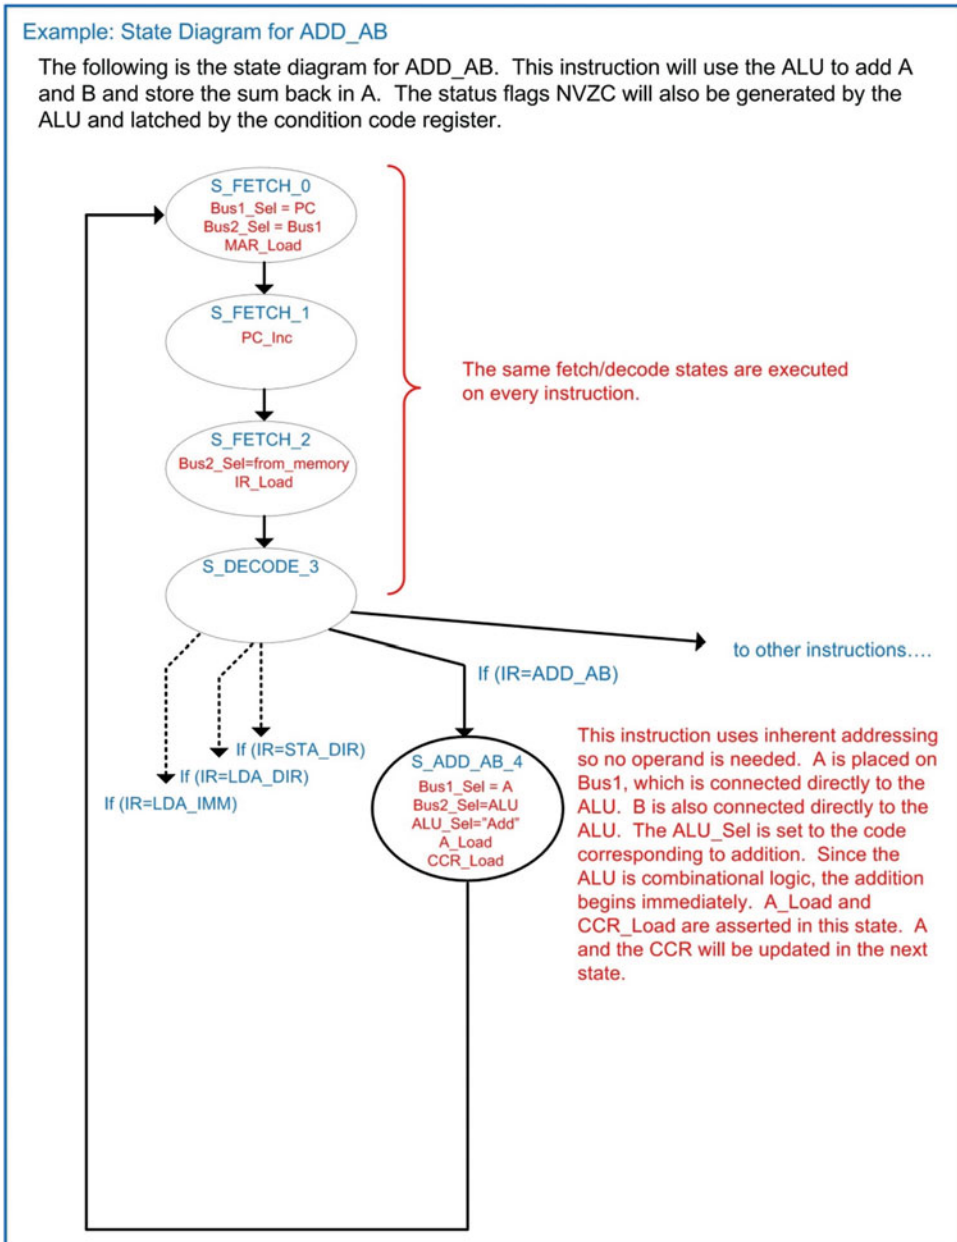 Example: State Diagram for ADD_AB
The following is the state diagram for ADD_AB.  This instruction will use the ALU to add A
and B and store the sum back in A.  The status flags NVZC will also be generated by the
ALU and latched by the condition code register.
S_FETCH_0
Bus1_Sel = PC
Bus2_Sel = Bus1
MAR_Load
S_FETCH_1
PC_Inc
The same fetch/decode states are executed
on every instruction.
S_FETCH_2
Bus2_Sel=from_memory
IR_Load
S_DECODE_3
to other instructions....
If (IR=ADD_AB)
If (IR=STA_DIR)
If (IR=LDA_DIR)
If (IR=LDA_IMM)
S_ADD_AB_4
Bus1_Sel = A
Bus2_Sel=ALU
ALU_Sel="Add"
A_Load
CCR_Load
This instruction uses inherent addressing
so no operand is needed.  A is placed on
Bus1, which is connected directly to the
ALU.  B is also connected directly to the
ALU.  The ALU_Sel is set to the code
corresponding to addition.  Since the
ALU is combinational logic, the addition
begins immediately.  A_Load and
CCR_Load are asserted in this state.  A
and the CCR will be updated in the next
state.